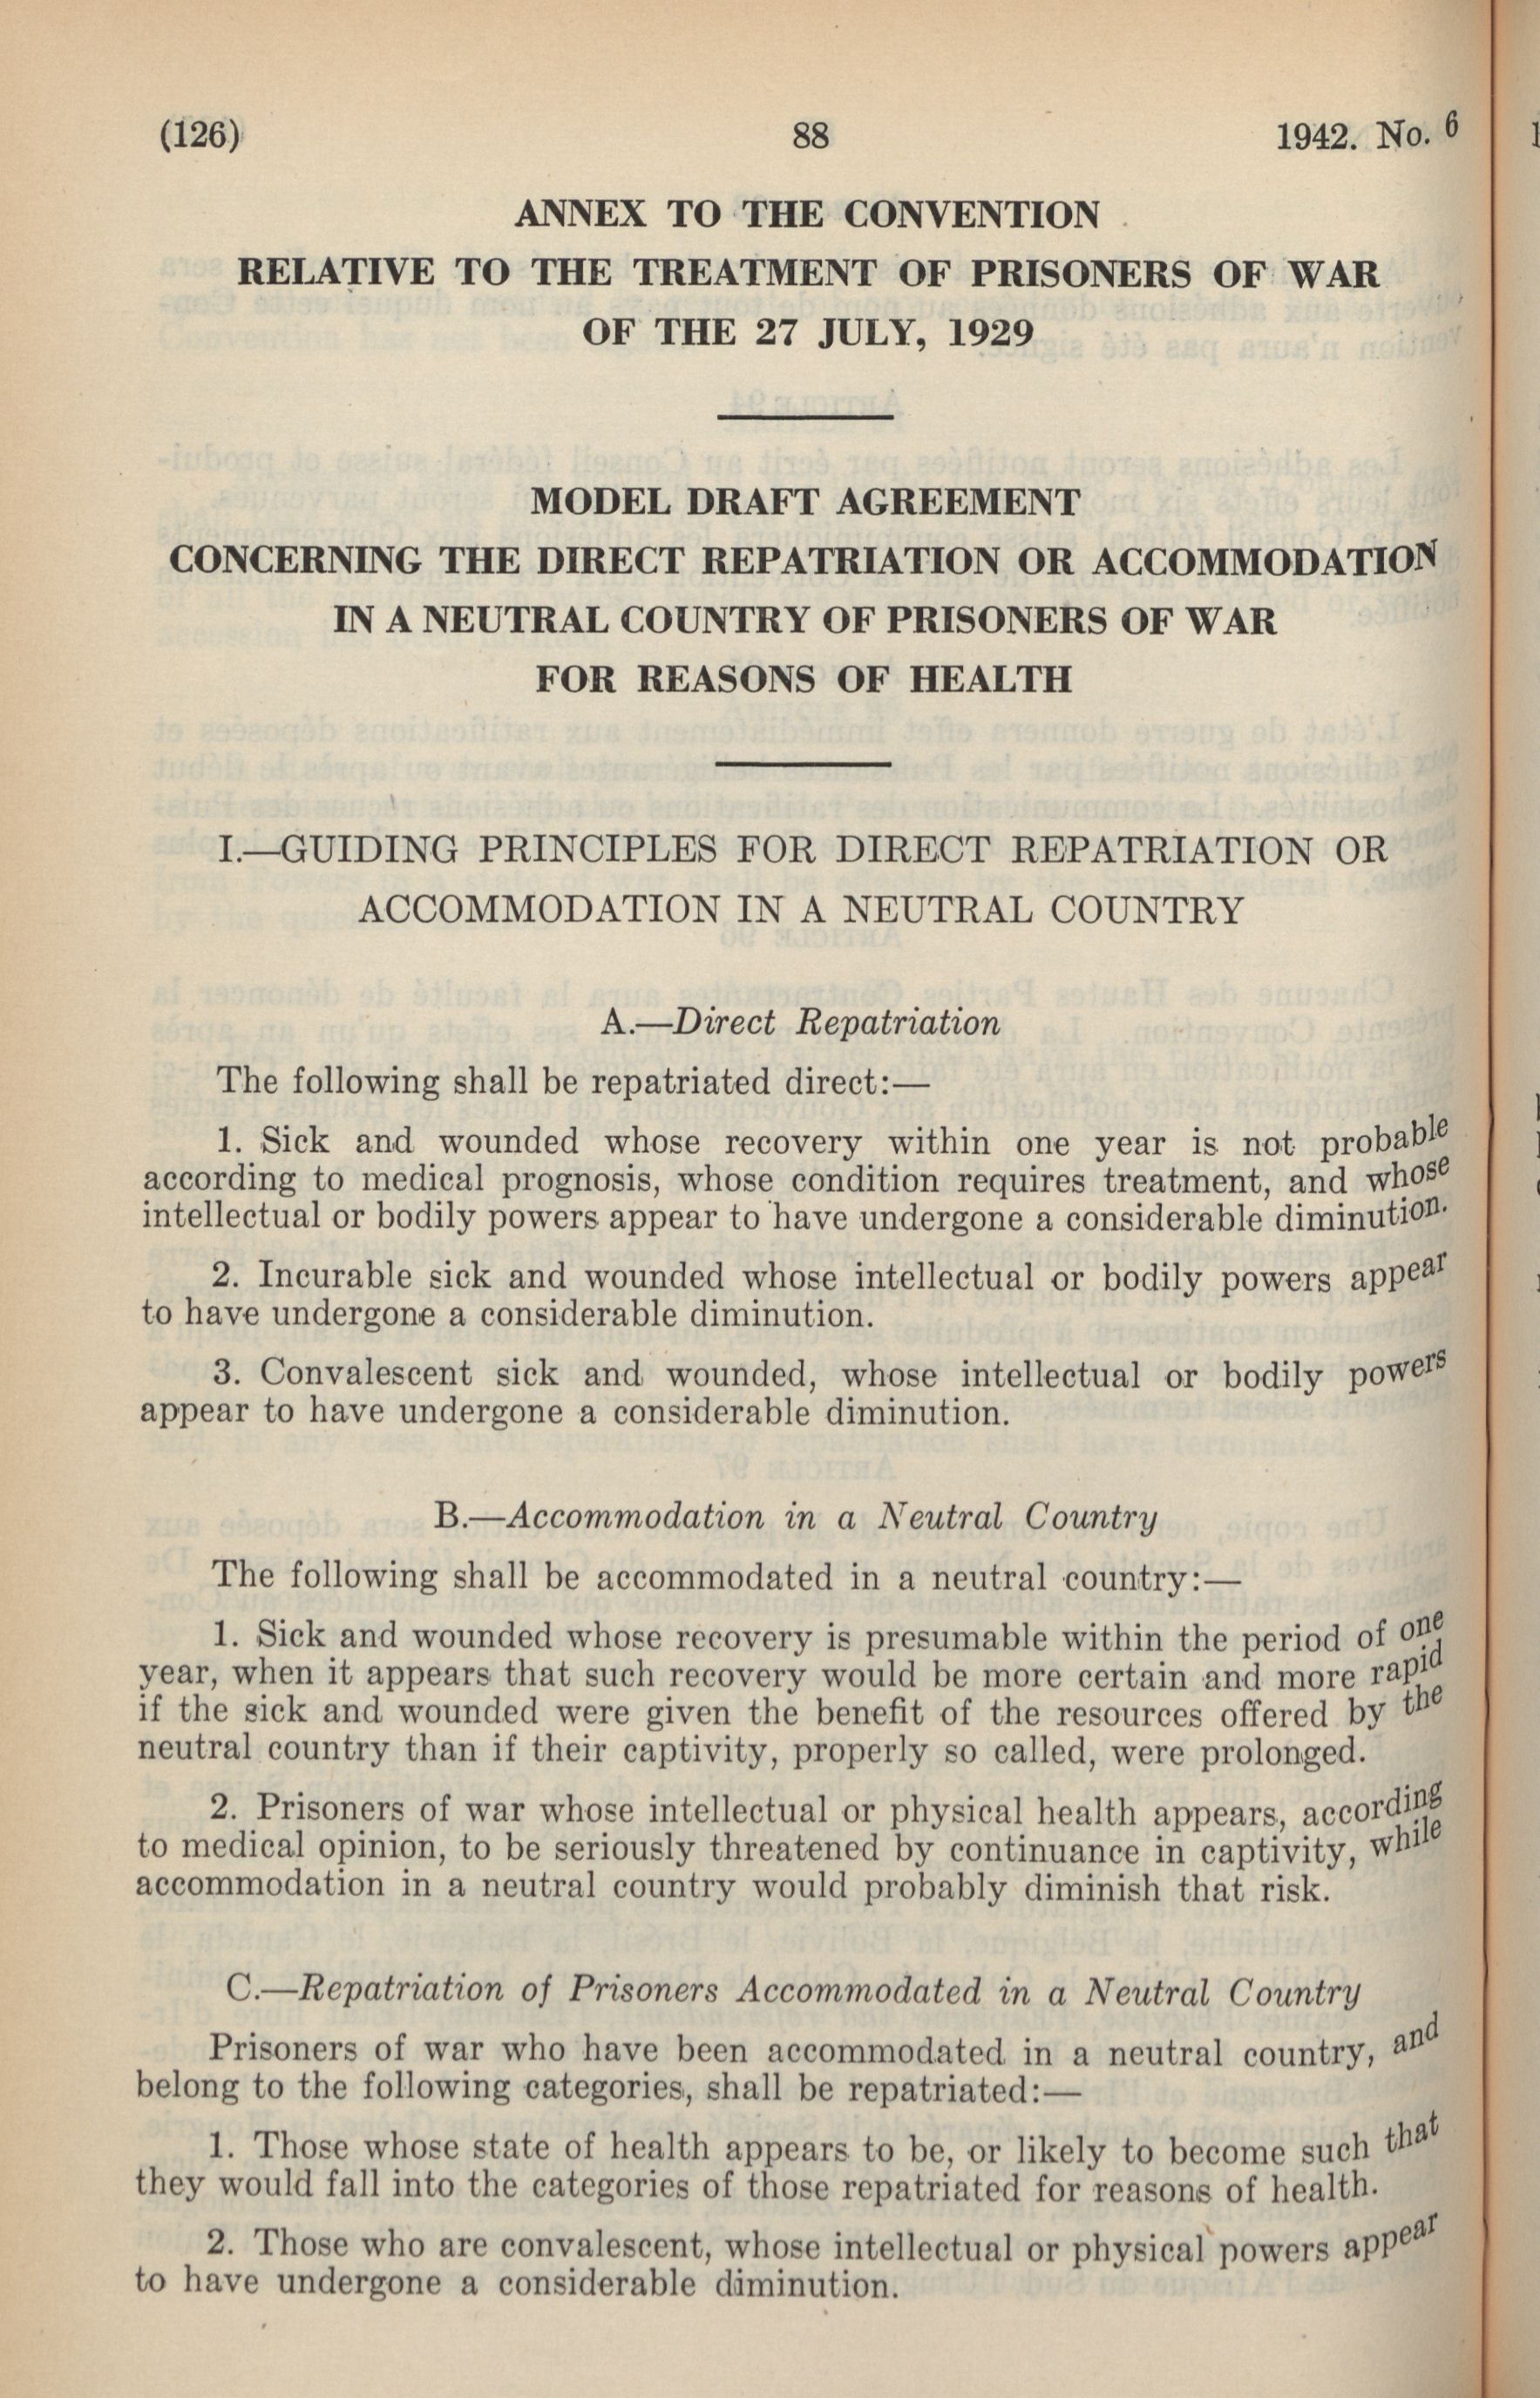 (126) 88 1942. No. 6
ANNEX TO THE CONVENTION
RELATIVE TO THE TREATMENT OF PRISONERS OF WAR
OF THE 27 JULY, 1929
MODEL DRAFT AGREEMENT
CONCERNING THE DIRECT REPATRIATION OR ACCOMMODATION
IN A NEUTRAL COUNTRY OF PRISONERS OF WAR
FOR REASONS OF HEALTH
I.—GUIDING PRINCIPLES FOR DIRECT REPATRIATION OR
ACCOMMODATION IN A NEUTRAL COUNTRY
A.—Direct Repatriation
The following shall be repatriated direct:—
1. Sick and wounded whose recovery within one year is not probable
according to medical prognosis, whose condition requires treatment, and whose
intellectual or bodily powers appear to have undergone a considerable diminution.
2. Incurable sick and wounded whose intellectual or bodily powers appear
to have undergone a considerable diminution.
3. Convalescent sick and wounded, whose intellectual or bodily powers
appear to have undergone a considerable diminution.
B.—Accommodation in a Neutral Country
The following shall be accommodated in a neutral country:—
1. Sick and wounded whose recovery is presumable within the period of one
year, when it appears that such recovery would be more certain and more rapid
if the sick and wounded were given the benefit of the resources offered by the
neutral country than if their captivity, properly so called, were prolonged.
2. Prisoners of war whose intellectual or physical health appears, according
to medical opinion, to be seriously threatened by continuance in captivity, while
accommodation in a neutral country would probably diminish that risk.
C.—Repatriation of Prisoners Accommodated in a Neutral Country
Prisoners of war who have been accommodated in a neutral country, and
belong to the following categories, shall be repatriated:—
1. Those whose state of health appears to be, or likely to become such that
they would fall into the categories of those repatriated for reasons of health.
2. Those who are convalescent, whose intellectual or physical powers appear
to have undergone a considerable diminution.